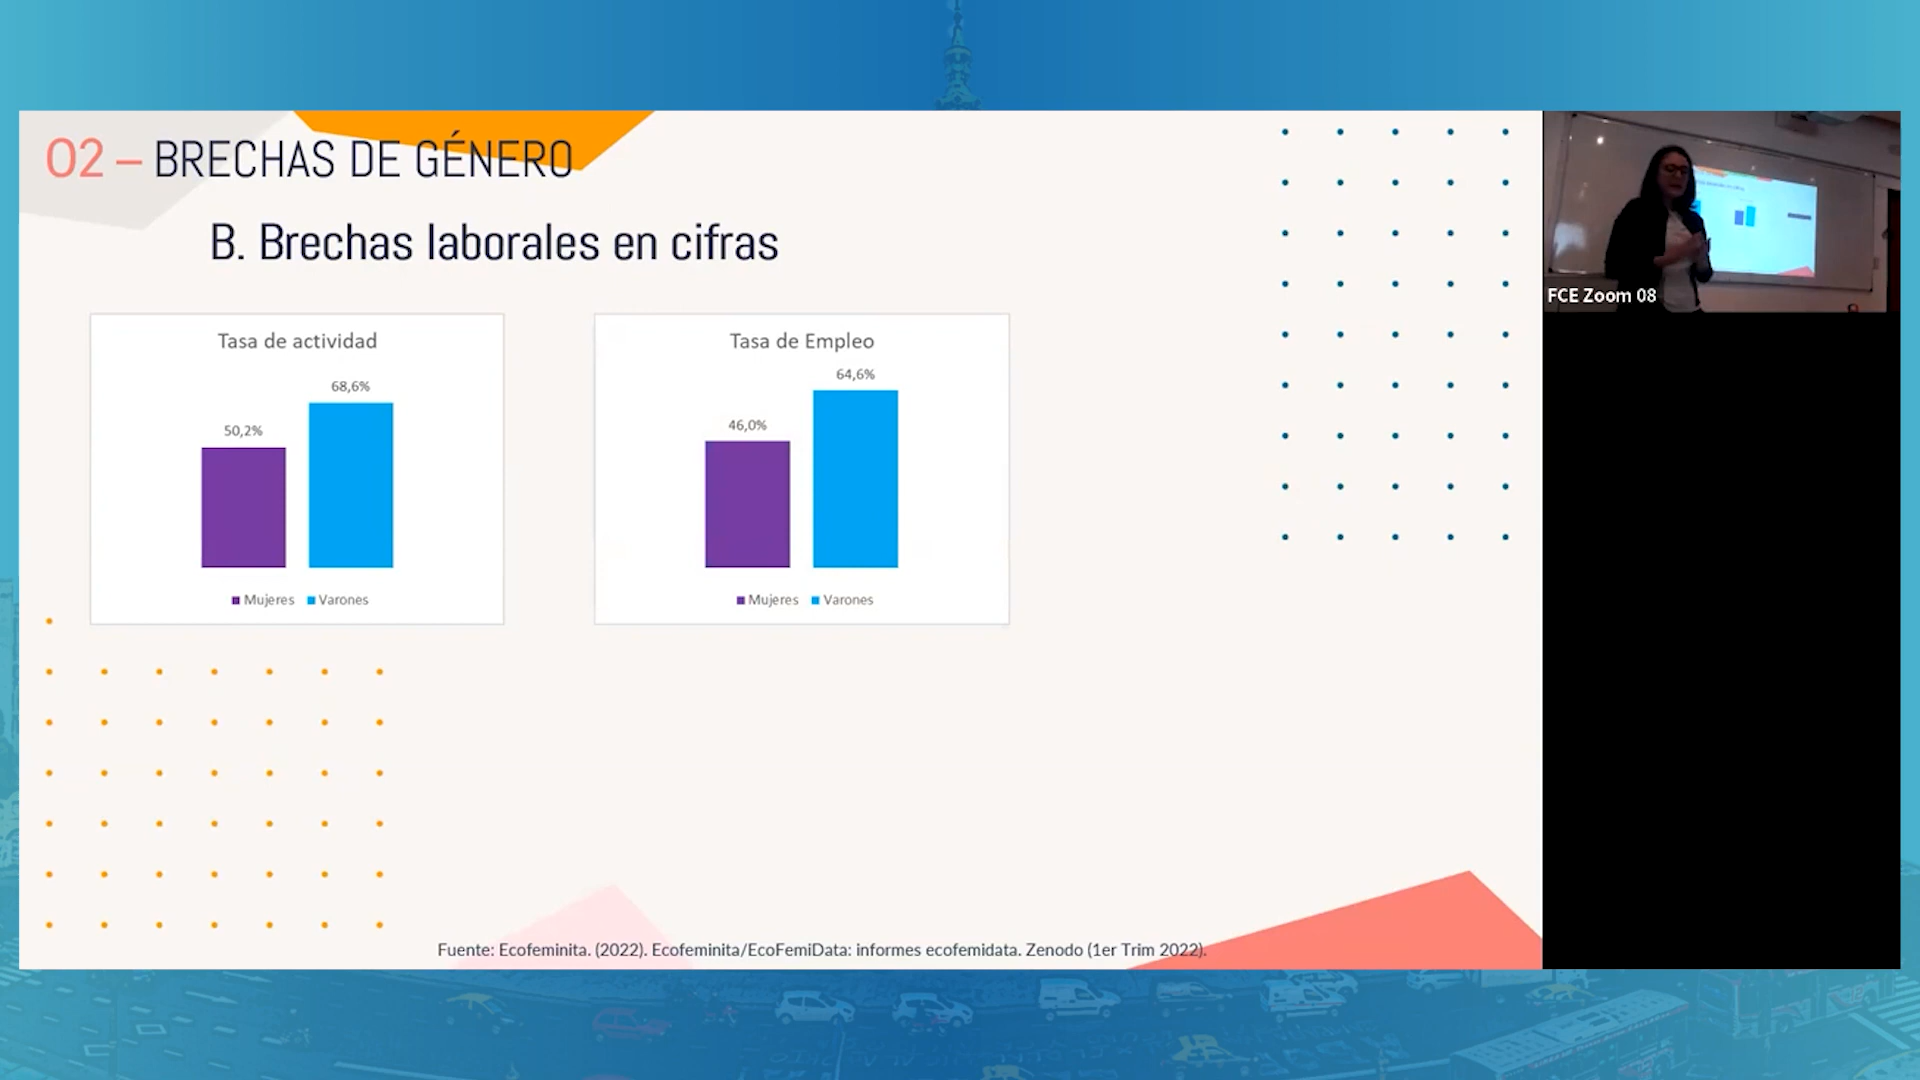 02 – BRECHAS DE GÉNERO
B. Brechas laborales en cifras
Tasa de actividad
68,6%
50,2%
Mujeres Varones
Tasa de Empleo
64,6%
46,0%
Mujeres Varones
Fuente: Ecofeminita. (2022). Ecofeminita/EcoFemiData: informes ecofemidata. Zenodo (1er Trim 2022).
FCE Zoom 08